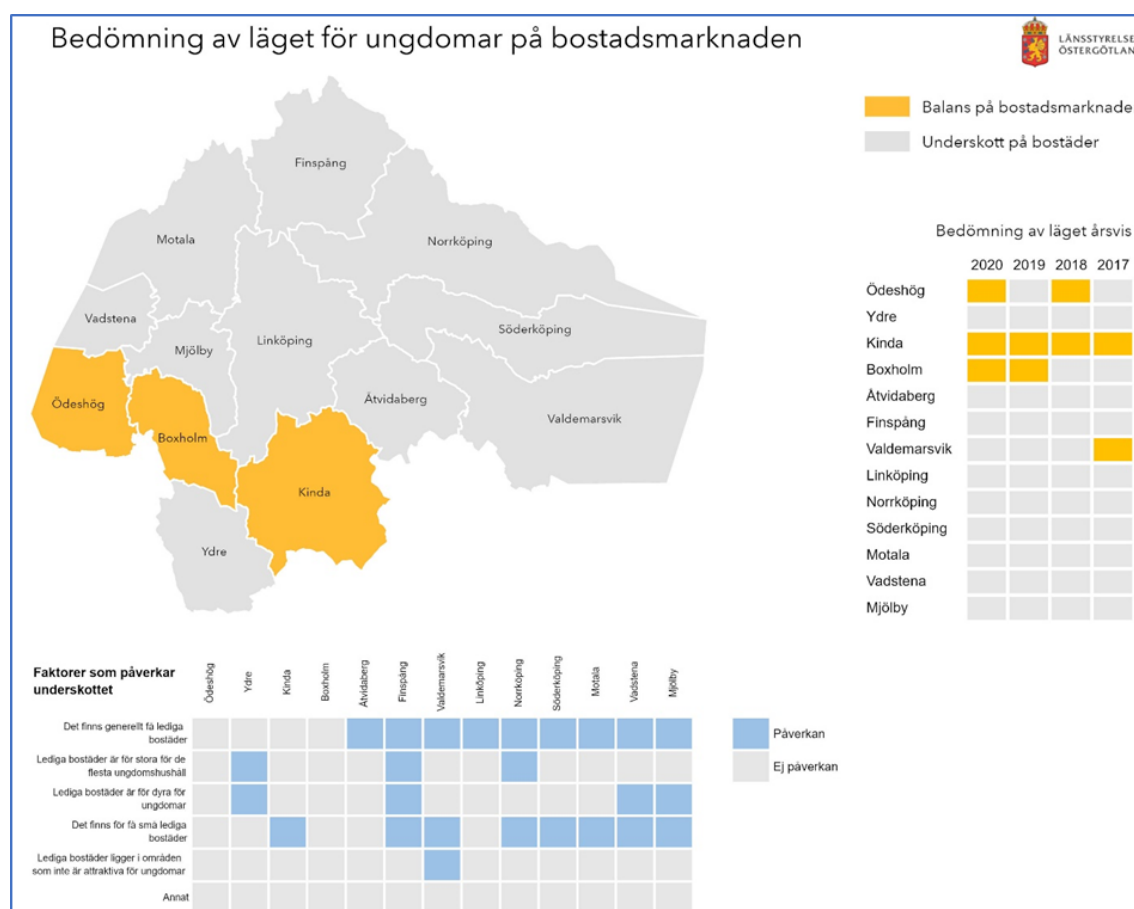 Bedömning av läget för ungdomar på bostadsmarknaden
LÄNSSTYRELSE
ÖSTERGÖTLAN
Balans på bostadsmarknade
Underskott på bostäder
Finspång
Motala
Norrköping
Vadstena
Mjölby
Linköping
Söderköping
Ödeshög
Boxholm
Åtvidaberg
Valdemarsvik
Kinda
Ydre
Bedömning av läget årsvis
2020 2019 2018 2017
Ödeshög
Ydre
Kinda
Boxholm
Åtvidaberg
Finspång
Valdemarsvik
Linköping
Norrköping
Söderköping
Motala
Vadstena
Mjölby
Faktorer som påverkar
underskottet
Ödeshög
Ydre
Kinda
Boxholm
Åtvidaberg
Finspång
Valdemarsvik
Linköping
Norrköping
Söderköping
Motala
Vadstena
Mjölby
Det finns generellt få lediga
bostäder
Lediga bostäder är för stora för de
flesta ungdomshushåll
Lediga bostäder är för dyra för
ungdomar
Det finns för få små lediga
bostäder
Lediga bostäder ligger i områden
som inte är attraktiva för ungdomar
Annat
Påverkan
Ej påverkan